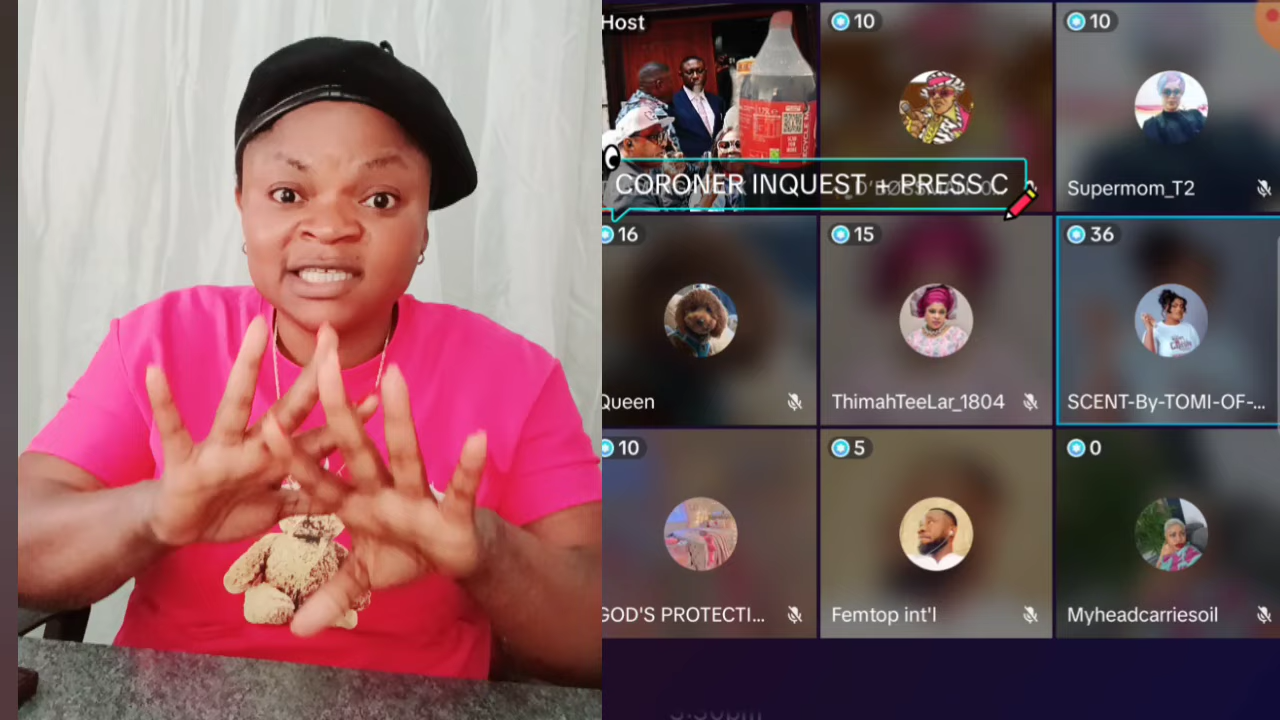 Host
10
10
CORONER INQUEST + PRESS C
Supermom_T2
16
15
36
Queen
ThimahTeeLar_1804
SCENT-By-TOMI-OF-...
10
5
0
GOD'S PROTECTI...
Femtop int'l
Myheadcarriesoil